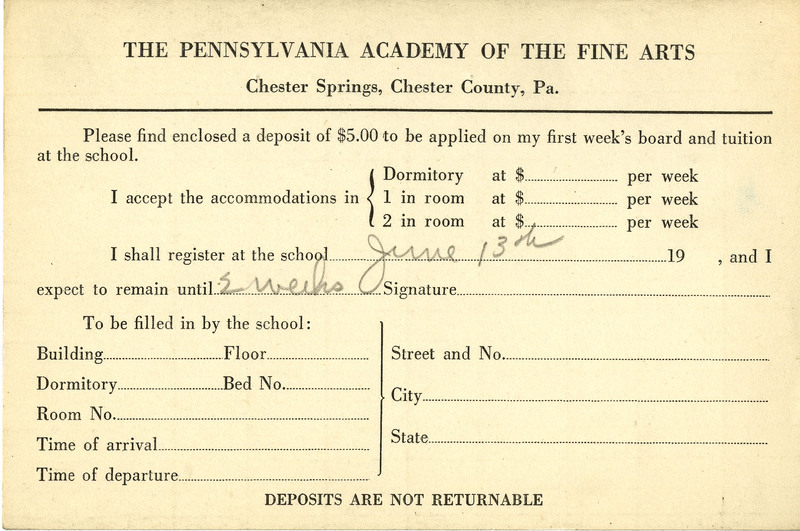 THE PENNSYLVANIA ACADEMY OF THE FINE ARTS
Chester Springs, Chester County, Pa.
Please find enclosed a deposit of $5.00 to be applied on my first week's board and tuition
at the school.
I accept the accommodations in
Dormitory at $ per week
1 in room at $ per week
2 in room at $ per week
I shall register at the school June 13th 19 , and I
expect to remain until weeks Signature
To be filled in by the school:
Building Floor
Dormitory Bed No.
Room No.
Time of arrival
Time of departure
Street and No.
City
State
DEPOSITS ARE NOT RETURNABLE